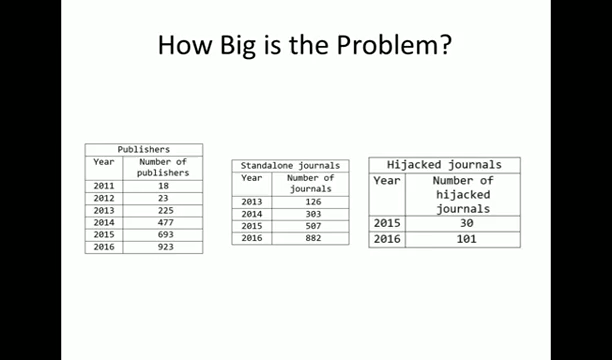 How Big is the Problem?
Publishers
Year Number of
publishers
2011 18
2012 23
2013 225
2014 477
2015 693
2016 923
Standalone journals
Year Number of
journals
2013 126
2014 303
2015 507
2016 882
Hijacked journals
Year Number of
hijacked
journals
2015 30
2016 101